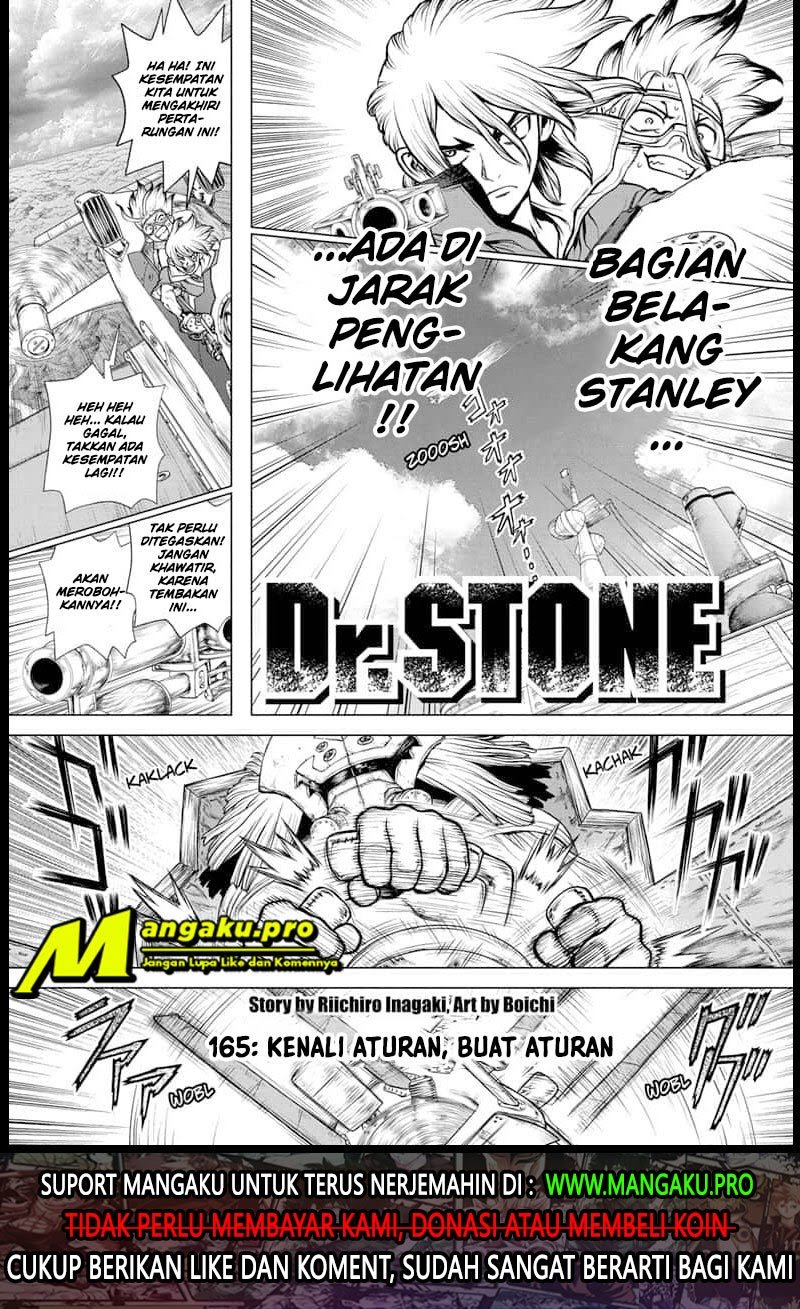 BAGIAN
BELA-
KANG
STANLEY
...
...ADA DI
JARAK
PENG-
LIHATAN
!!
ZOOOSH
HA HA! INI
KESEMPATAN
KITA UNTUK
MENGAKHIRI
PERTA-
RUNGAN INI!
HEH HEH
HEH... KALAU
GAGAL,
TAKKAN ADA
KESEMPATAN
LAGI!!
TAK PERLU
DITEGASKAN!
JANGAN
KHAWATIR,
KARENA
TEMBAKAN
INI...
AKAN
MEROBOH-
KANNYA!!
Dr.STONE
KACHAK
KAKLACK
Mangaku.pro
Jangan Lupa Like dan Komennya
Story by Riichiro Inagaki, Art by Boichi
165: KENALI ATURAN, BUAT ATURAN
WOEL
WOEL
SUPORT MANGAKU UNTUK TERUS NERJEMAHIN DI : WWW.MANGAKU.PRO
TIDAK PERLU MEMBAYAR KAMI, DONASI ATAU MEMBELI KOIN
CUKUP BERIKAN LIKE DAN KOMENT, SUDAH SANGAT BERARTI BAGI KAMI